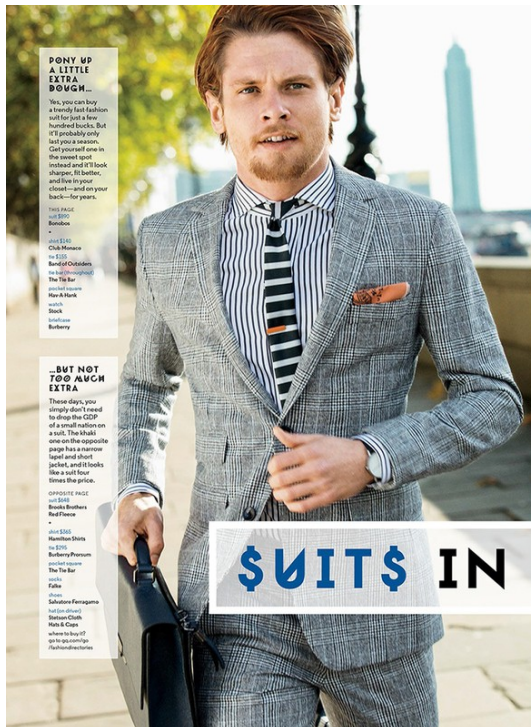 PONY UP
A LITTLE
EXTRA
DOUGH...
Yes, you can buy
a trendy fast-fashion
suit for just a few
hundred bucks. But
it'll probably only
last you a season.
Get yourself one in
the sweet spot
instead and it'll look
sharper, fit better,
and live in your
closet—and on your
back—for years.
THIS PAGE
suit $890
Bonobos
shirt $140
Club Monaco
tie $155
Band of Outsiders
tie bar (throughout)
The Tie Bar
pocket square
Hav-A-Hank
watch
Stock
briefcase
Burberry
...BUT NOT
TOO MUCH
EXTRA
These days, you
simply don't need
to drop the GDP
of a small nation on
a suit. The khaki
one on the opposite
page has a narrow
lapel and short
jacket, and it looks
like a suit four
times the price.
OPPOSITE PAGE
suit $648
Brooks Brothers
Red Fleece
shirt $365
Hamilton Shirts
tie $295
Burberry Prorsum
pocket square
The Tie Bar
socks
Falke
shoes
Salvatore Ferragamo
hat (on driver)
Stetson Cloth
Hats & Caps
where to buy it?
go to gq.com/go
/fashiondirectories
$UIT$ IN